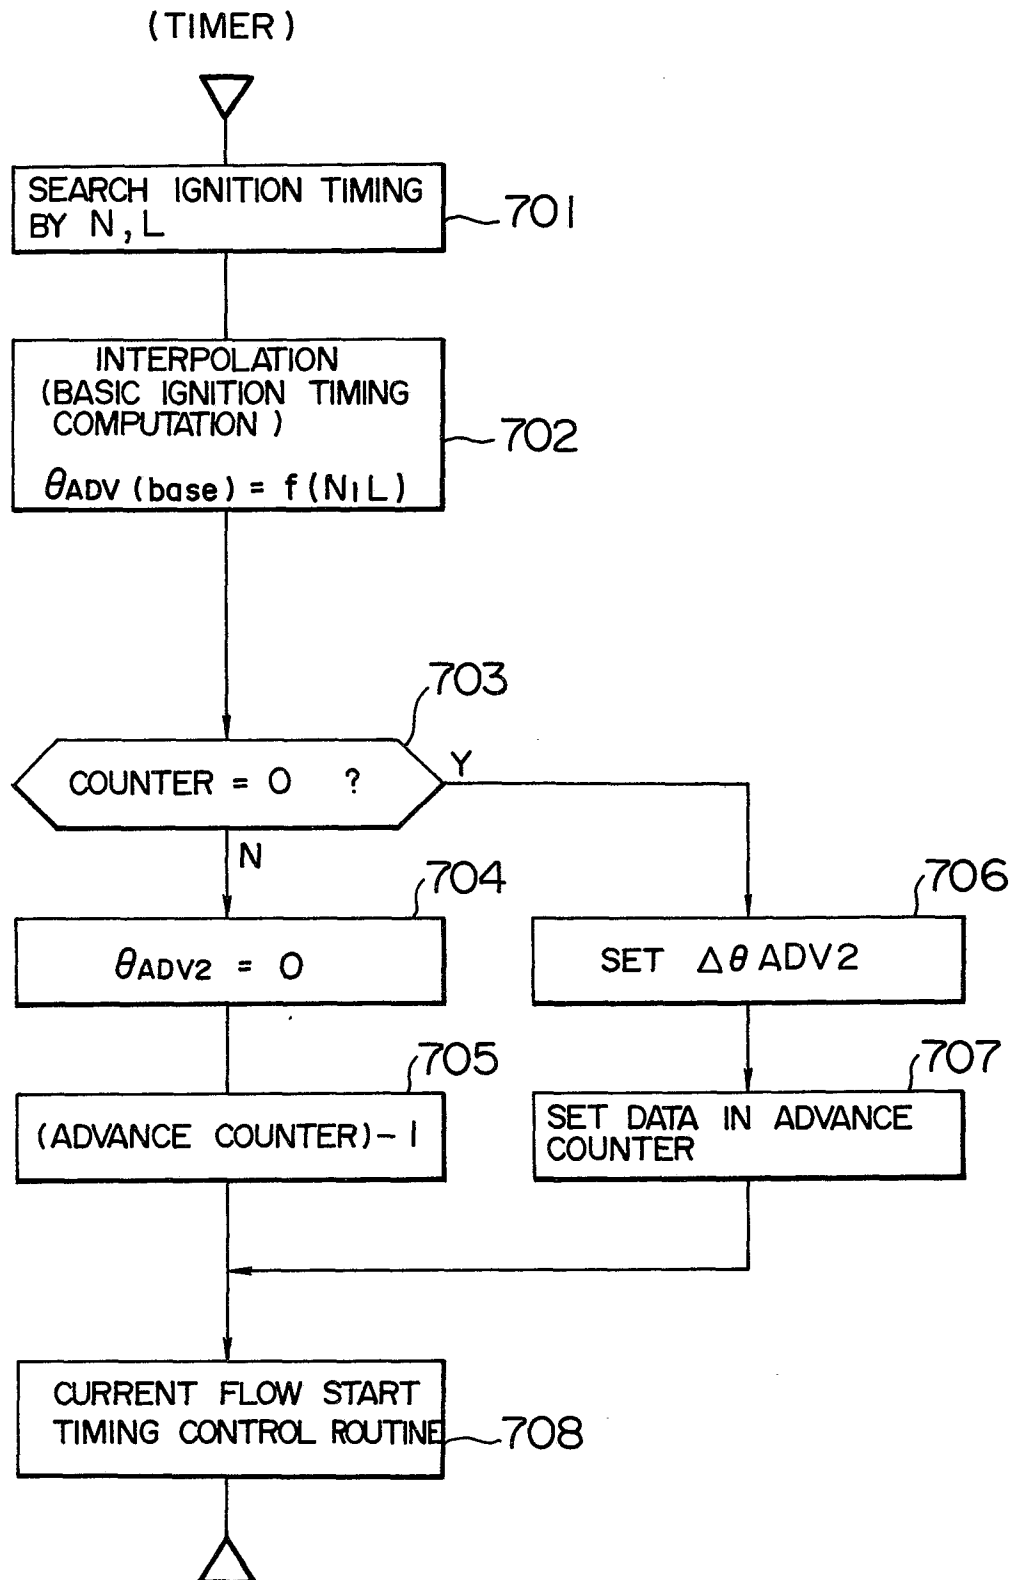 (TIMER)
SEARCH IGNITION TIMING
BY N, L
701
INTERPOLATION
(BASIC IGNITION TIMING
COMPUTATION)
θADV (base) = f(N1L)
702
703
COUNTER = 0 ?
Y
N
704
θADV2 = 0
706
SET Δθ ADV2
705
(ADVANCE COUNTER)-1
707
SET DATA IN ADVANCE
COUNTER
CURRENT FLOW START
TIMING CONTROL ROUTINE
708